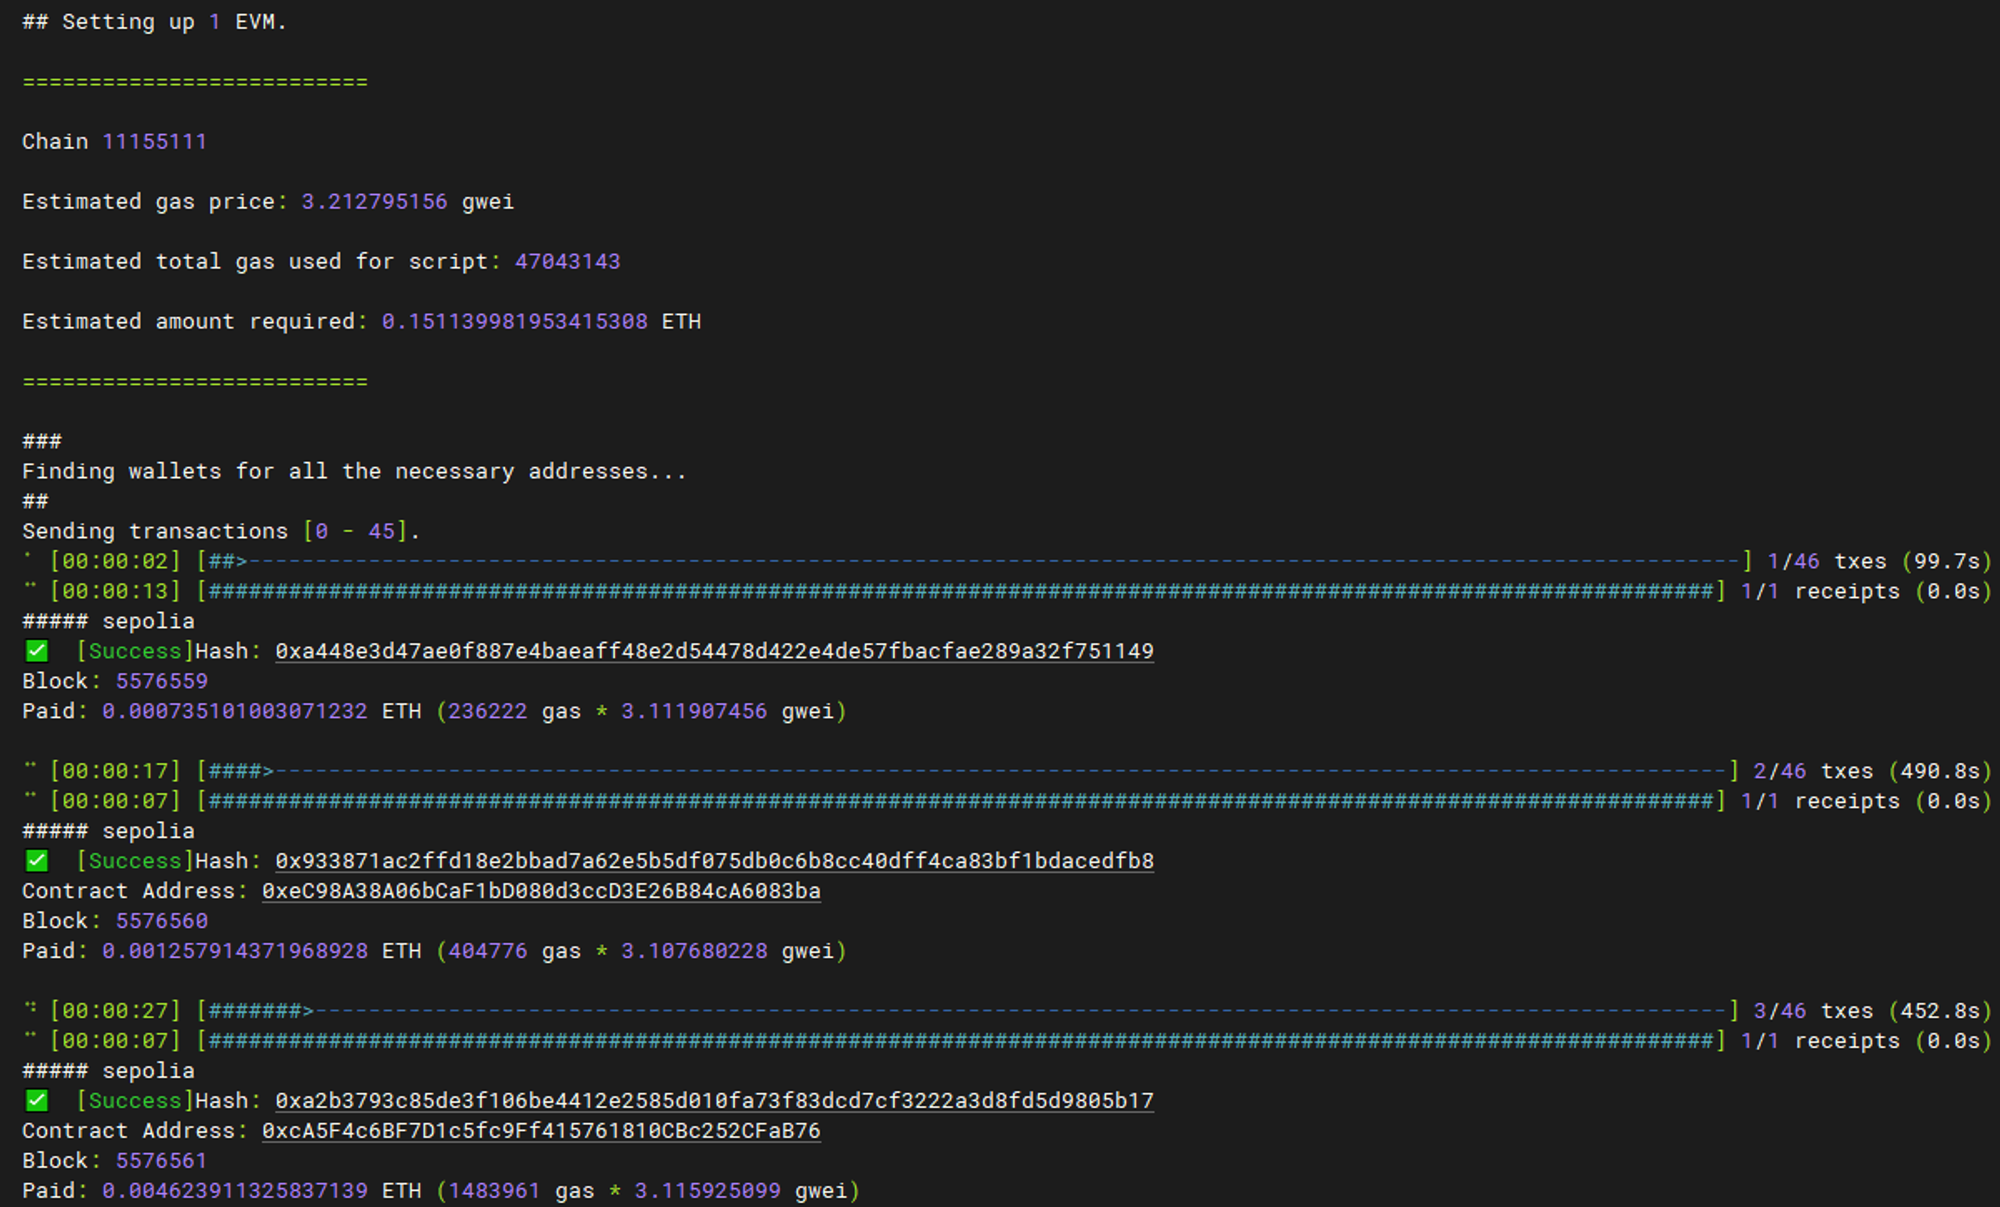 ## Setting up 1 EVM.
==========================
Chain 11155111
Estimated gas price: 3.212795156 gwei
Estimated total gas used for script: 47043143
Estimated amount required: 0.151139981953415308 ETH
==========================
###
Finding wallets for all the necessary addresses...
##
Sending transactions [0 - 45].
[00:00:02] [##>----------------------------------------------------------------------------------------------------------------] 1/46 txes (99.7s)
[00:00:13] [#################################################################################################################] 1/1 receipts (0.0s)
##### sepolia
✅ [Success]Hash: 0xa448e3d47ae0f887e4baeaff48e2d54478d422e4de57fbacfae289a32f751149
Block: 5576559
Paid: 0.000735101003071232 ETH (236222 gas * 3.111907456 gwei)
[00:00:17] [####>-------------------------------------------------------------------------------------------------------------] 2/46 txes (490.8s)
[00:00:07] [#################################################################################################################] 1/1 receipts (0.0s)
##### sepolia
✅ [Success]Hash: 0x933871ac2ffd18e2bbad7a62e5b5df075db0c6b8cc40dff4ca83bf1bdacedfb8
Contract Address: 0xeC98A38A06bCaF1bD080d3ccD3E26B84cA6083ba
Block: 5576560
Paid: 0.001257914371968928 ETH (404776 gas * 3.107680228 gwei)
[00:00:27] [#######>----------------------------------------------------------------------------------------------------------] 3/46 txes (452.8s)
[00:00:07] [#################################################################################################################] 1/1 receipts (0.0s)
##### sepolia
✅ [Success]Hash: 0xa2b3793c85de3f106be4412e2585d010fa73f83dcd7cf3222a3d8fd5d9805b17
Contract Address: 0xcA5F4c6BF7D1c5fc9Ff415761810CBc252CFaB76
Block: 5576561
Paid: 0.004623911325837139 ETH (1483961 gas * 3.115925099 gwei)